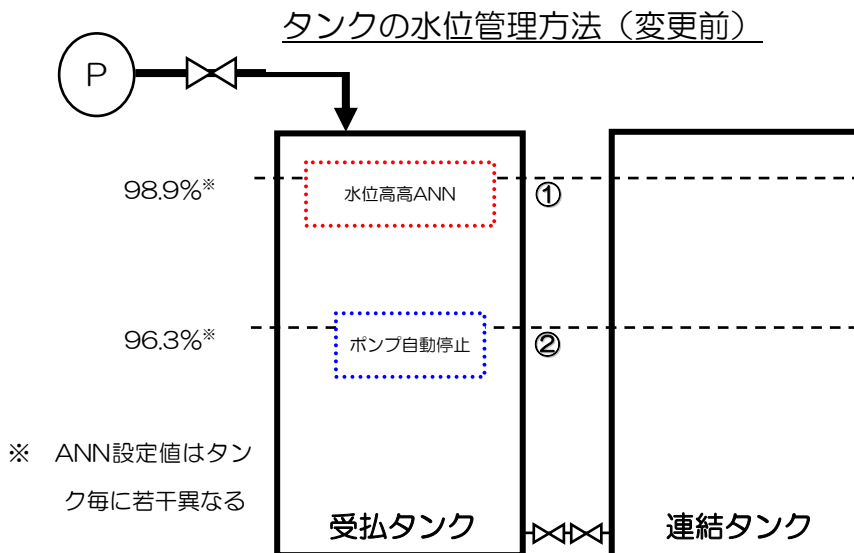 タンクの水位管理方法（変更前）
P
98.9%※
水位高高ANN
①
96.3%※
ポンプ自動停止
②
※ ANN設定値はタン
ク毎に若干異なる
受払タンク
連結タンク